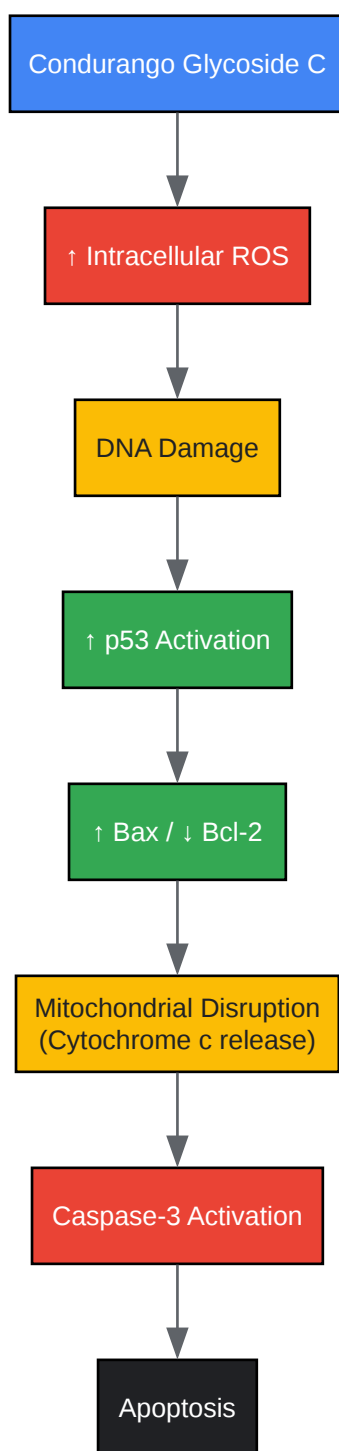 Condurango Glycoside C
↑ Intracellular ROS
DNA Damage
↑ p53 Activation
↑ Bax / ↓ Bcl-2
Mitochondrial Disruption
(Cytochrome c release)
Caspase-3 Activation
Apoptosis